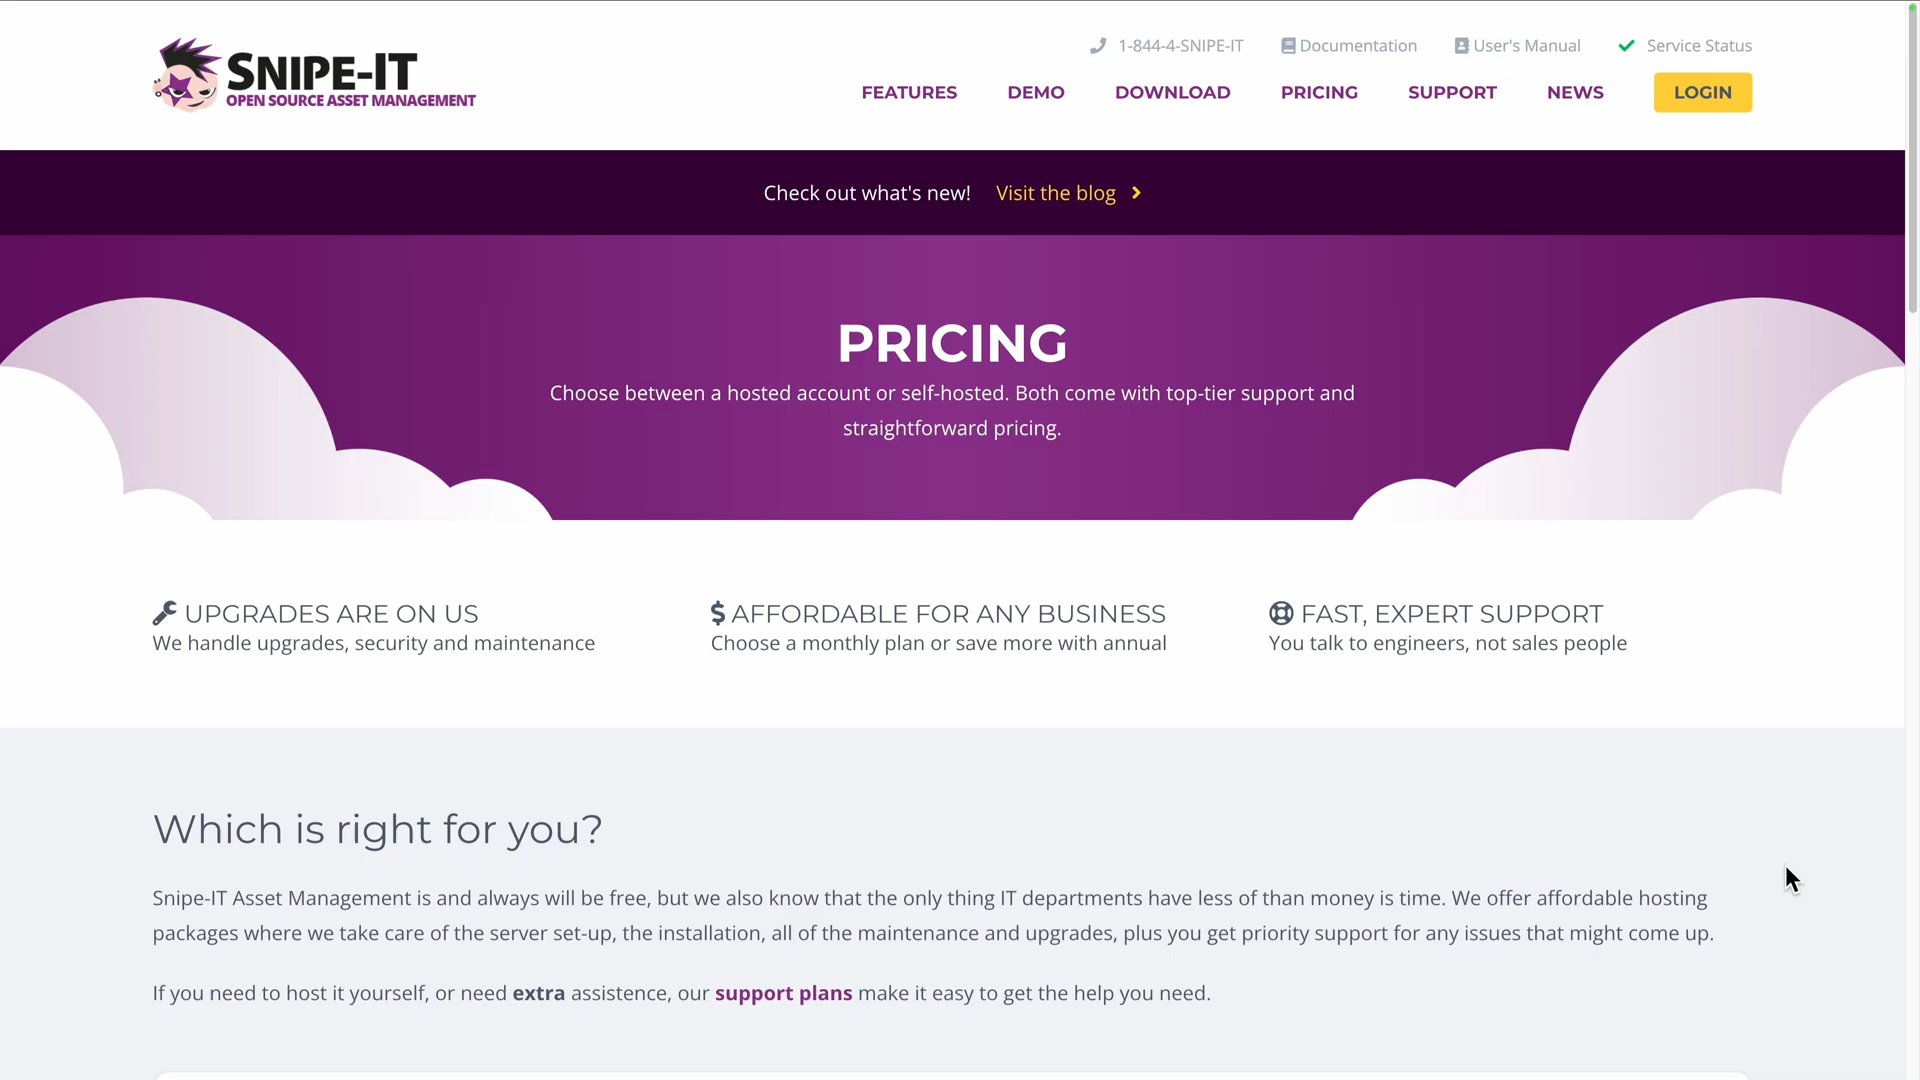 SNIPE-IT
OPEN SOURCE ASSET MANAGEMENT
1-844-4-SNIPE-IT Documentation User's Manual Service Status
FEATURES DEMO DOWNLOAD PRICING SUPPORT NEWS LOGIN
Check out what's new! Visit the blog
PRICING
Choose between a hosted account or self-hosted. Both come with top-tier support and
straightforward pricing.
UPGRADES ARE ON US
We handle upgrades, security and maintenance
$ AFFORDABLE FOR ANY BUSINESS
Choose a monthly plan or save more with annual
FAST, EXPERT SUPPORT
You talk to engineers, not sales people
Which is right for you?
Snipe-IT Asset Management is and always will be free, but we also know that the only thing IT departments have less of than money is time. We offer affordable hosting
packages where we take care of the server set-up, the installation, all of the maintenance and upgrades, plus you get priority support for any issues that might come up.
If you need to host it yourself, or need extra assistence, our support plans make it easy to get the help you need.